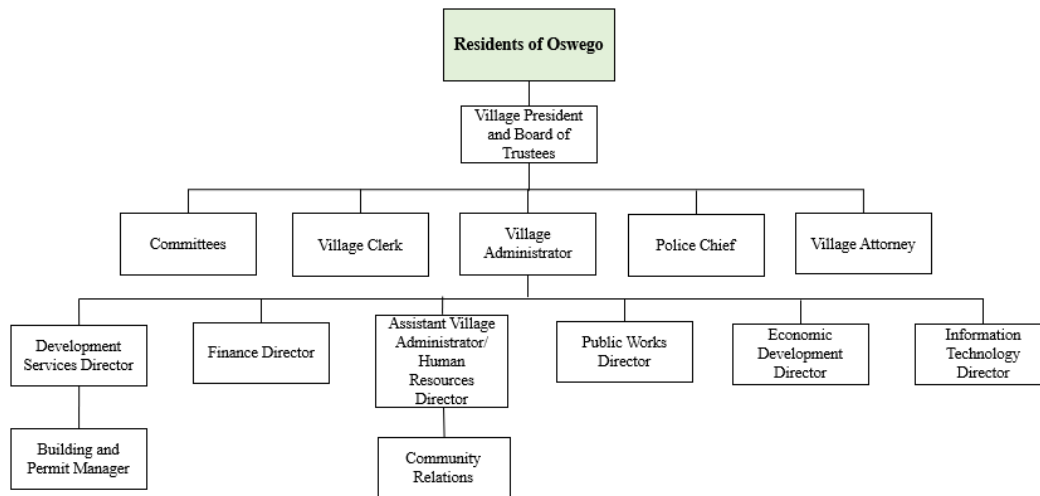 Residents of Oswego
Village President
and Board of
Trustees
Committees
Village Clerk
Village
Administrator
Police Chief
Village Attorney
Development
Services Director
Finance Director
Assistant Village
Administrator/
Human
Resources
Director
Public Works
Director
Economic
Development
Director
Information
Technology
Director
Building and
Permit Manager
Community
Relations